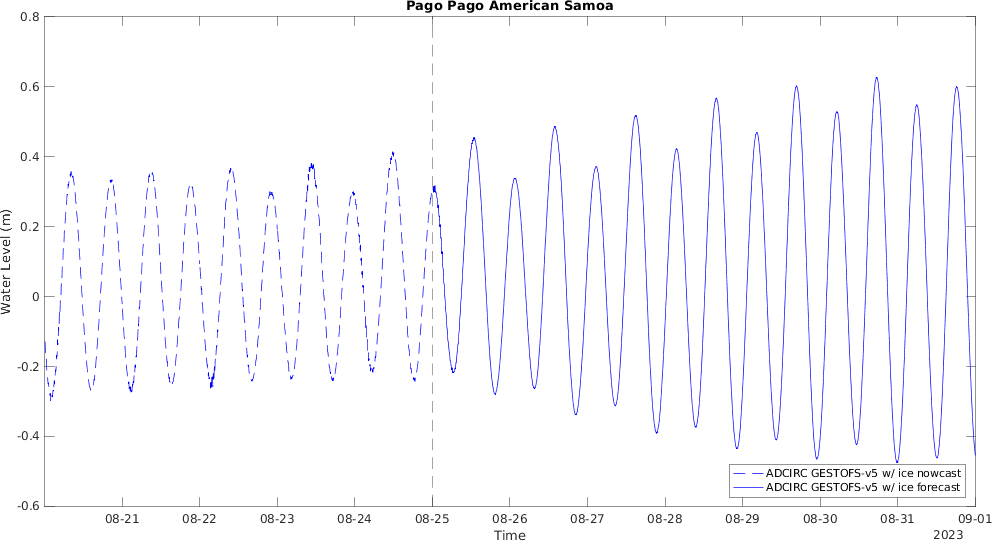 Pago Pago American Samoa
Water Level (m)
0.8
0.6
0.4
0.2
0
-0.2
-0.4
-0.6
ADCIRC GESTOFS-v5 w/ ice nowcast
ADCIRC GESTOFS-v5 w/ ice forecast
08-21 08-22 08-23 08-24 08-25 08-26 08-27 08-28 08-29 08-30 08-31 09-01
Time 2023